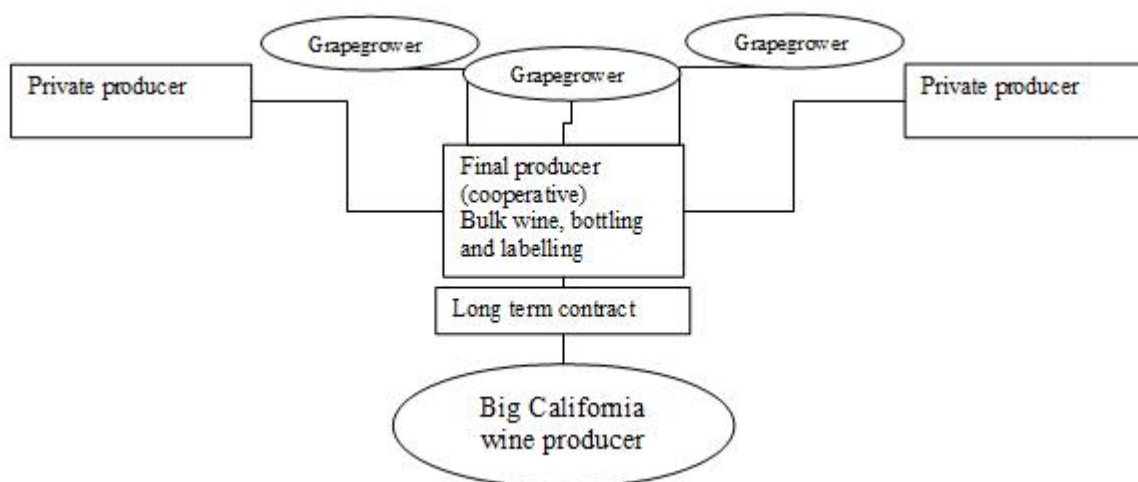 Grapegrower
Grapegrower
Grapegrower
Private producer
Private producer
Final producer
(cooperative)
Bulk wine, bottling
and labelling
Long term contract
Big California
wine producer